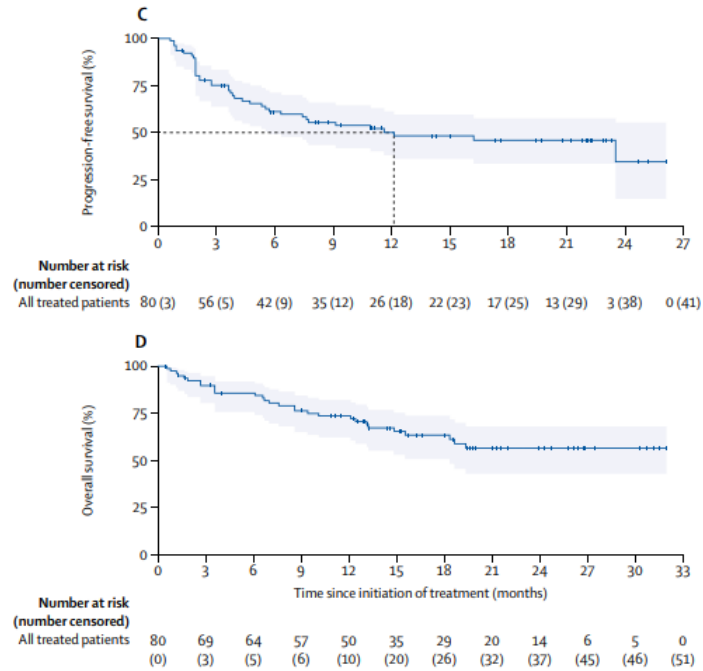 C
Progression-free survival (%)
100
75
50
25
0
0 3 6 9 12 15 18 21 24 27
Number at risk
(number censored)
All treated patients 80 (3) 56 (5) 42 (9) 35 (12) 26 (18) 22 (23) 17 (25) 13 (29) 3 (38) 0 (41)
D
Overall survival (%)
100
75
50
25
0
0 3 6 9 12 15 18 21 24 27 30 33
Time since initiation of treatment (months)
Number at risk
(number censored)
All treated patients 80 69 64 57 50 35 29 20 14 6 5 0
(0) (3) (5) (6) (10) (20) (26) (32) (37) (45) (46) (51)